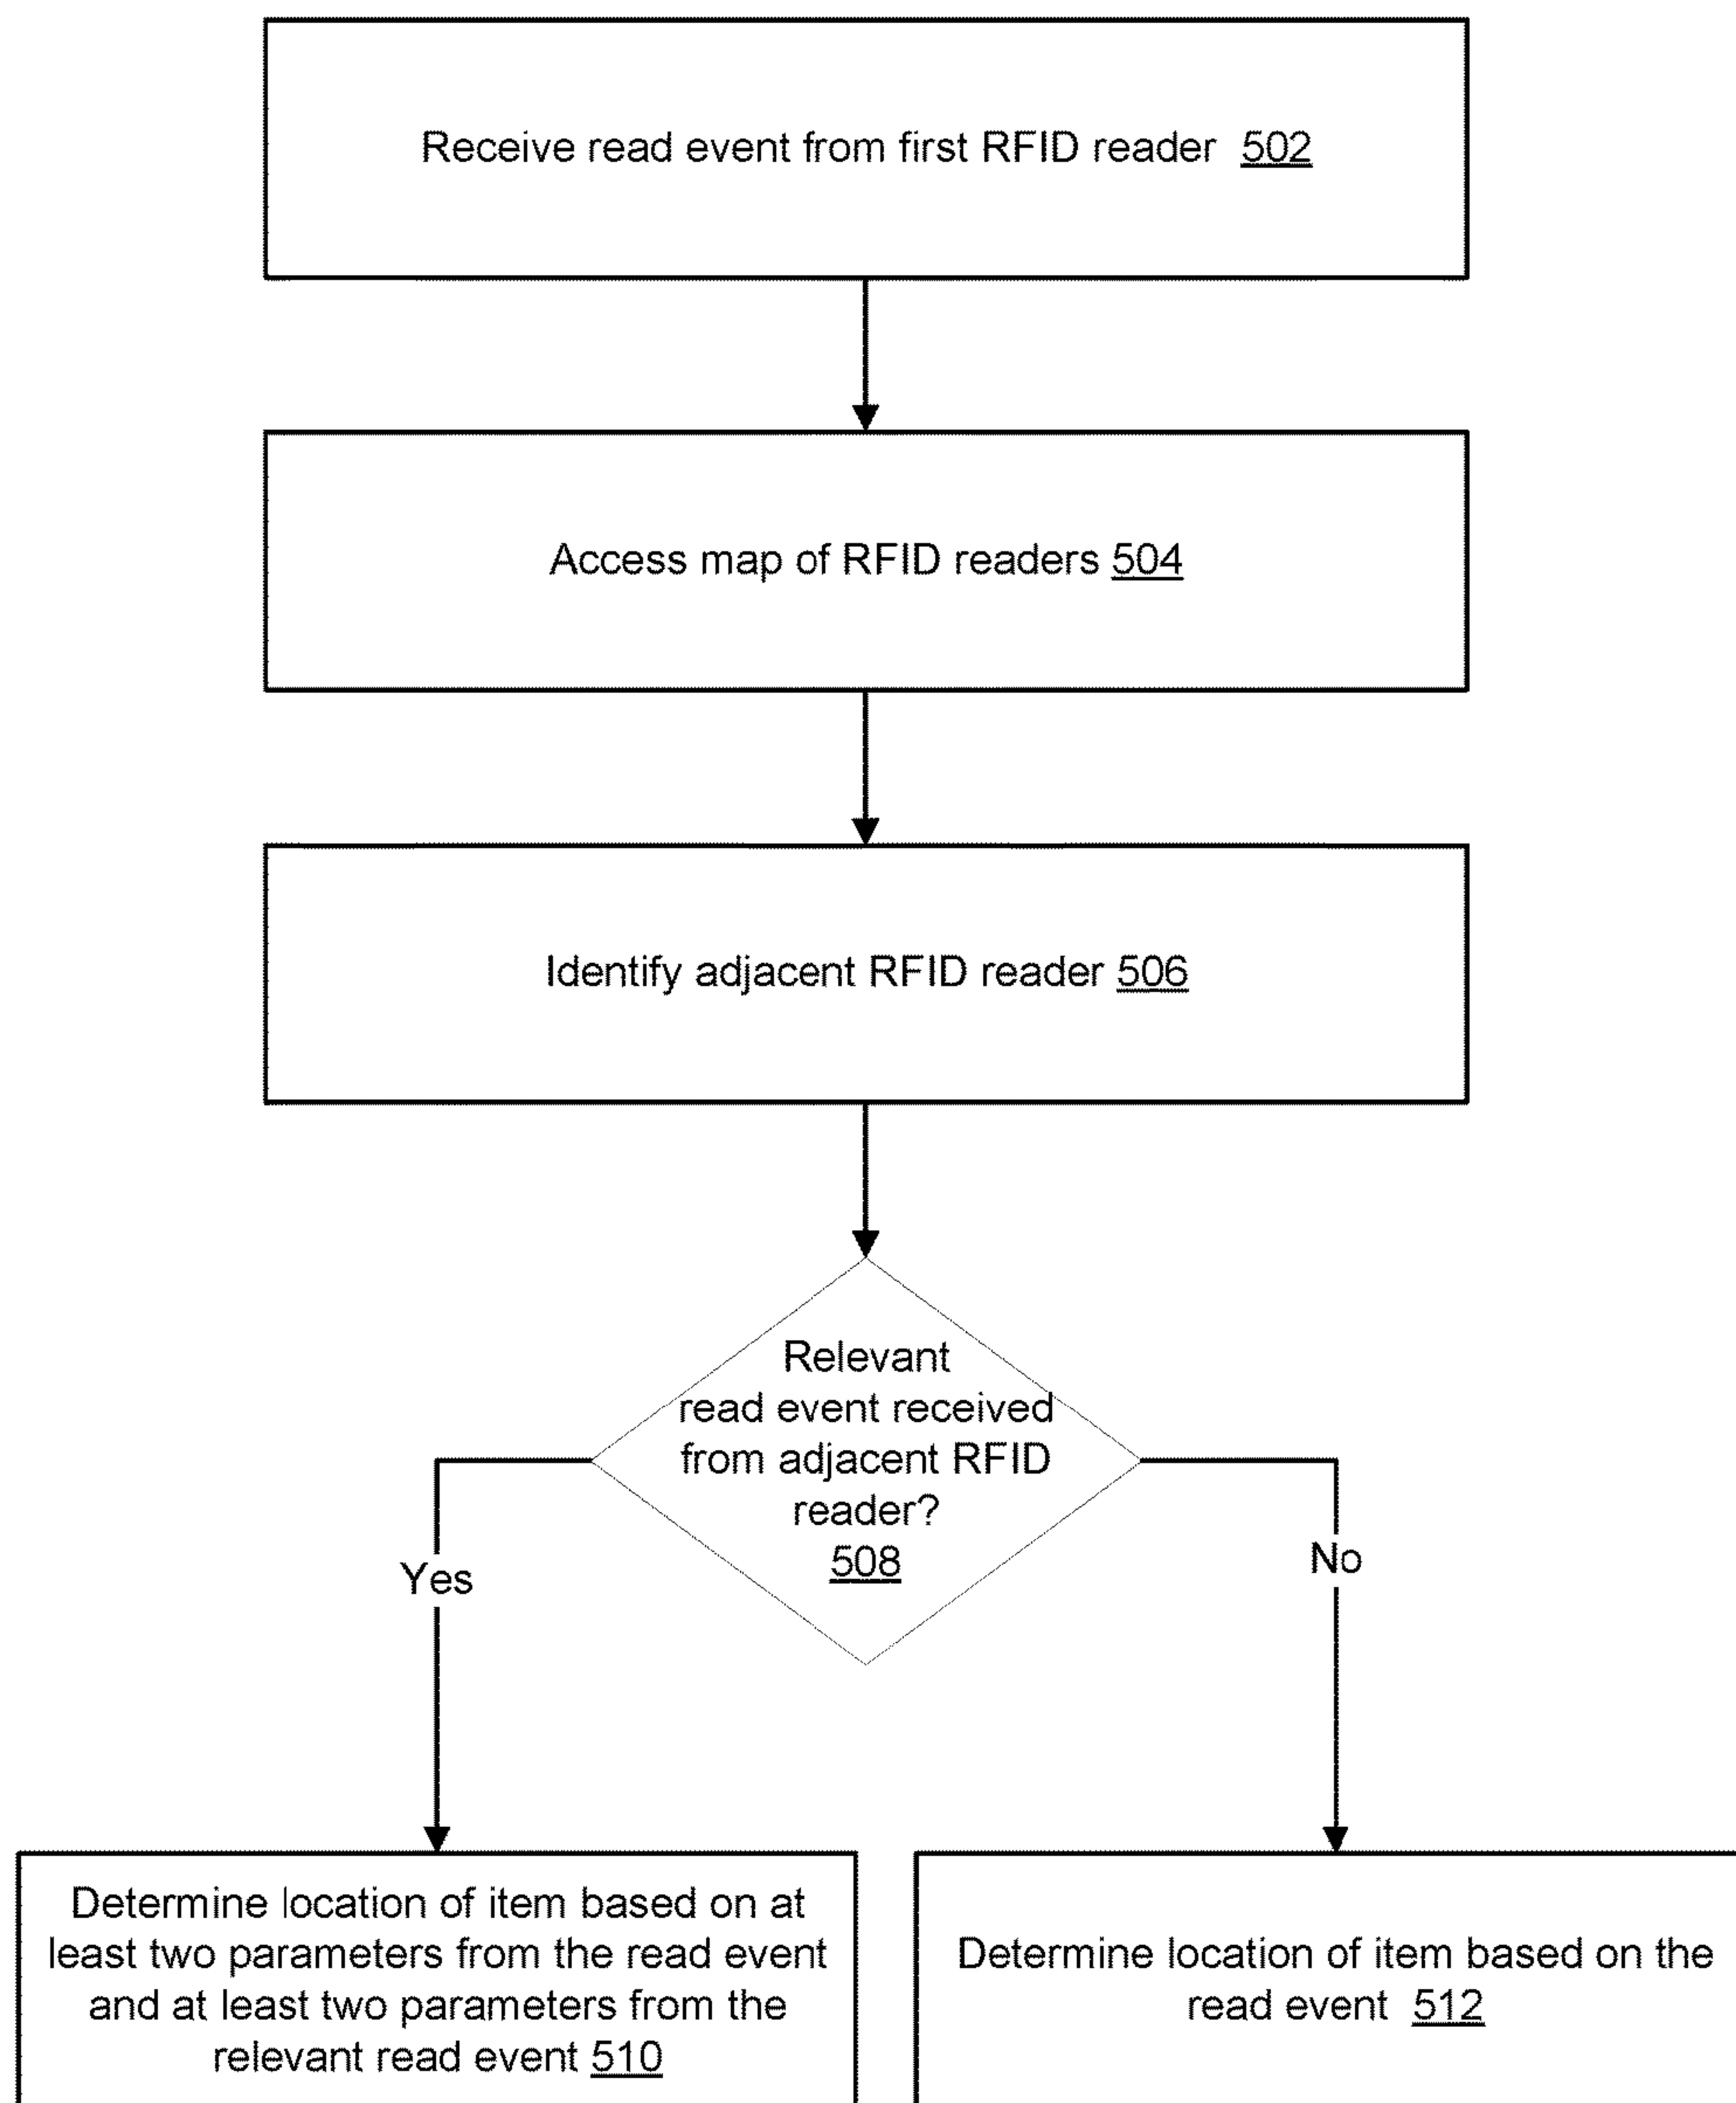 Receive read event from first RFID reader 502
Access map of RFID readers 504
Identify adjacent RFID reader 506
Relevant
read event received
from adjacent RFID
reader?
508
Yes
No
Determine location of item based on at
least two parameters from the read event
and at least two parameters from the
relevant read event 510
Determine location of item based on the
read event 512